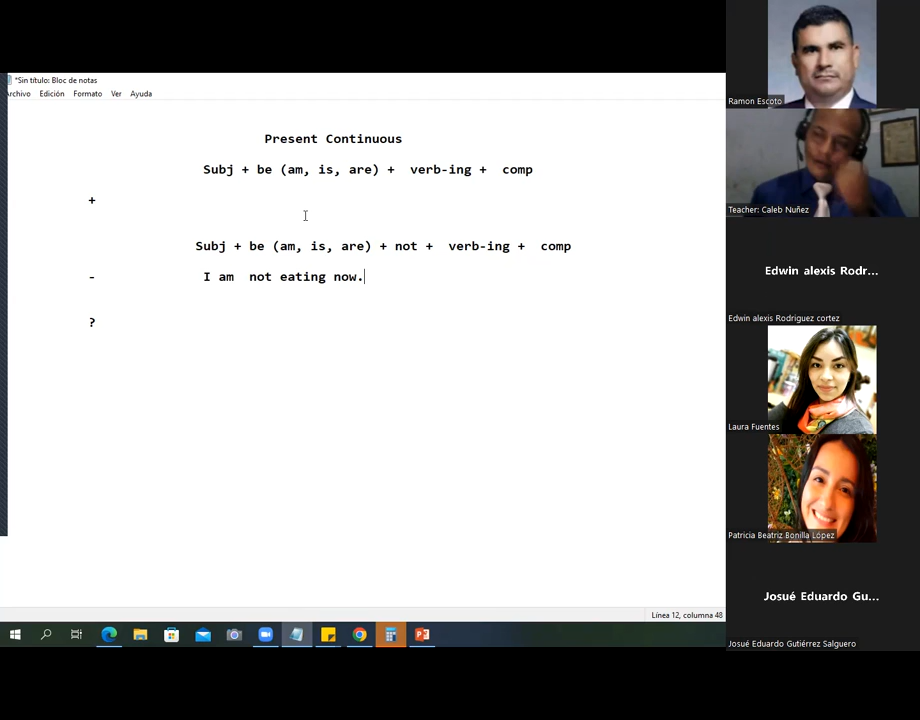 *Sin título: Bloc de notas
rchivo Edición Formato Ver Ayuda
Present Continuous
Subj + be (am, is, are) + verb-ing + comp
+
Subj + be (am, is, are) + not + verb-ing + comp
- I am not eating now.
?
Línea 12, columna 48
Ramon Escoto
Teacher: Caleb Nuñez
Edwin alexis Rodr...
Edwin alexis Rodriguez cortez
Laura Fuentes
Patricia Beatriz Bonilla López
Josué Eduardo Gu...
Josué Eduardo Gutiérrez Salguero